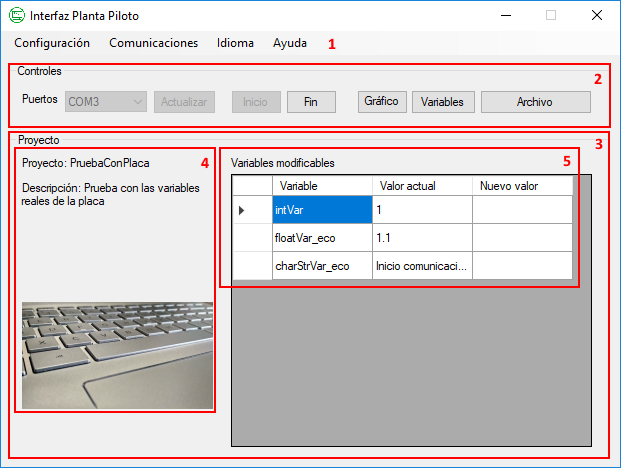 Interfaz Planta Piloto
Configuración Comunicaciones Idioma Ayuda 1
Controles
2
Puertos COM3 Actualizar Inicio Fin Gráfico Variables Archivo
Proyecto
3
Proyecto: PruebaConPlaca 4
Descripción: Prueba con las variables
reales de la placa
Variables modificables 5
Variable Valor actual Nuevo valor
intVar 1
floatVar_eco 1.1
charStrVar_eco Inicio comunicaci...